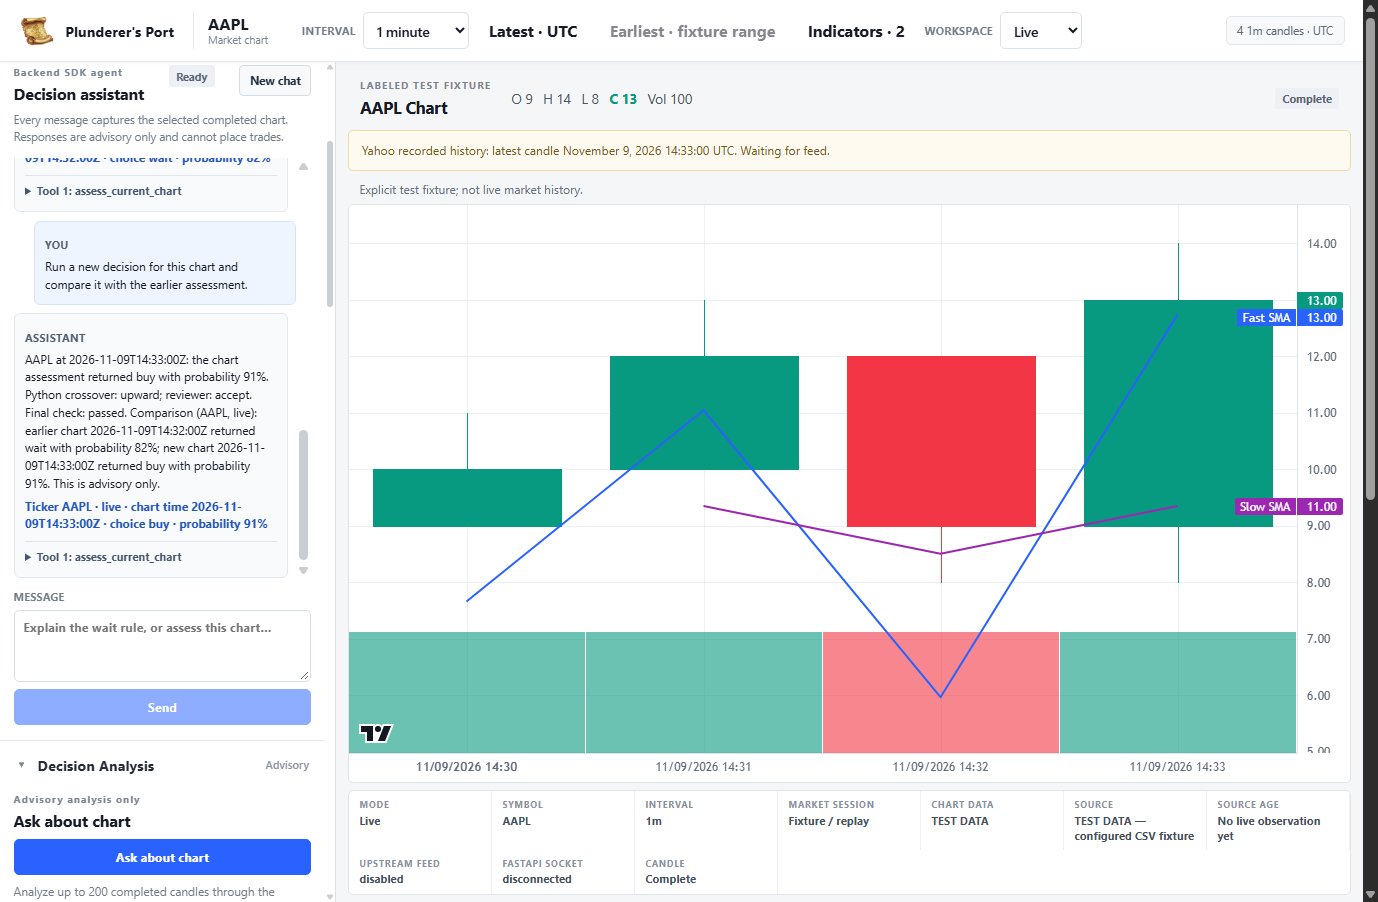 Plunderer's Port
AAPL
Market chart
INTERVAL
1 minute
Latest · UTC
Earliest · fixture range
Indicators · 2
WORKSPACE
Live
4 1m candles · UTC
Backend SDK agent
Decision assistant
Ready
New chat
Every message captures the selected completed chart.
Responses are advisory only and cannot place trades.
09T14:32:00Z · choice wait · probability 82%
Tool 1: assess_current_chart
YOU
Run a new decision for this chart and
compare it with the earlier assessment.
ASSISTANT
AAPL at 2026-11-09T14:33:00Z: the chart
assessment returned buy with probability 91%.
Python crossover: upward; reviewer: accept.
Final check: passed. Comparison (AAPL, live):
earlier chart 2026-11-09T14:32:00Z returned
wait with probability 82%; new chart 2026-11-
09T14:33:00Z returned buy with probability
91%. This is advisory only.
Ticker AAPL · live · chart time 2026-11-
09T14:33:00Z · choice buy · probability 91%
Tool 1: assess_current_chart
MESSAGE
Explain the wait rule, or assess this chart...
Send
Decision Analysis
Advisory
Advisory analysis only
Ask about chart
Ask about chart
Analyze up to 200 completed candles through the
LABELED TEST FIXTURE
AAPL Chart
O 9 H 14 L 8 C 13 Vol 100
Complete
Yahoo recorded history: latest candle November 9, 2026 14:33:00 UTC. Waiting for feed.
Explicit test fixture; not live market history.
14.00
13.00
Fast SMA 13.00
12.00
11.00
10.00
Slow SMA 11.00
9.00
8.00
7.00
6.00
5.00
11/09/2026 14:30
11/09/2026 14:31
11/09/2026 14:32
11/09/2026 14:33
MODE
Live
SYMBOL
AAPL
INTERVAL
1m
MARKET SESSION
Fixture / replay
CHART DATA
TEST DATA
SOURCE
TEST DATA —
configured CSV fixture
SOURCE AGE
No live observation
yet
UPSTREAM FEED
disabled
FASTAPI SOCKET
disconnected
CANDLE
Complete